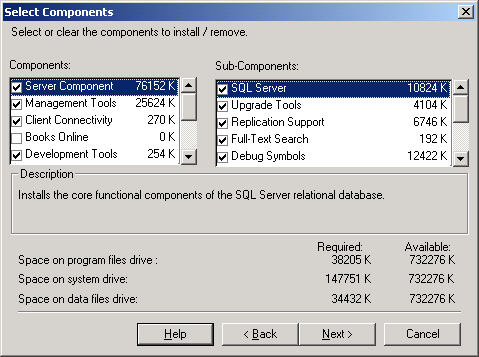 Select Components
Select or clear the components to install / remove.
Components:
Server Component 76152 K
Management Tools 25624 K
Client Connectivity 270 K
Books Online 0 K
Development Tools 254 K
Sub-Components:
SQL Server 10824 K
Upgrade Tools 4104 K
Replication Support 6746 K
Full-Text Search 192 K
Debug Symbols 12422 K
Description
Installs the core functional components of the SQL Server relational database.
Required: Available:
Space on program files drive : 38205 K 732276 K
Space on system drive: 147751 K 732276 K
Space on data files drive: 34432 K 732276 K
Help < Back Next > Cancel